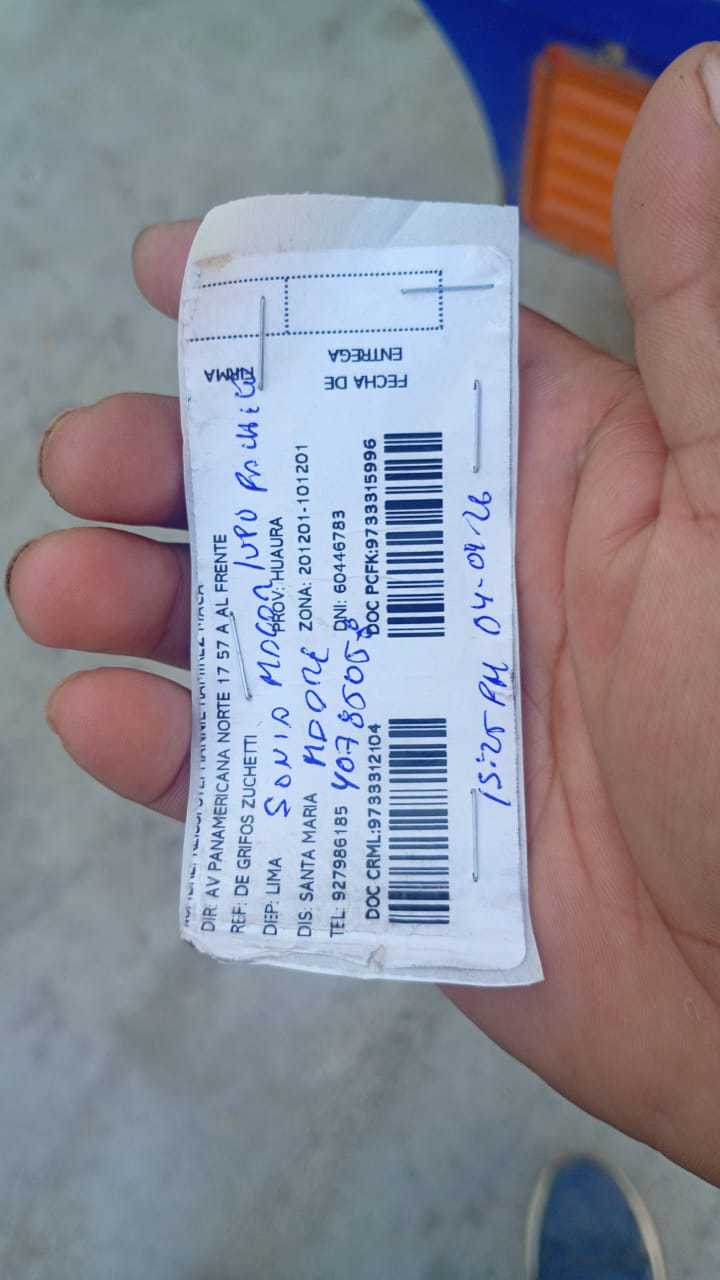 DIR: AV PANAMERICANA NORTE 17 57 A AL FRENTE
REF: DE GRIFOS ZUCHETTI
DEP: LIMA PROV: HUAURA
DIS: SANTA MARIA ZONA: 201201-101201
TEL: 927986185 DNI: 60446783
DOC CRML:9733312104 DOC PCFK:9733315996
FIRMA
FECHA DE
ENTREGA
SONIA
MADRE
15:25 PM 04-04-26